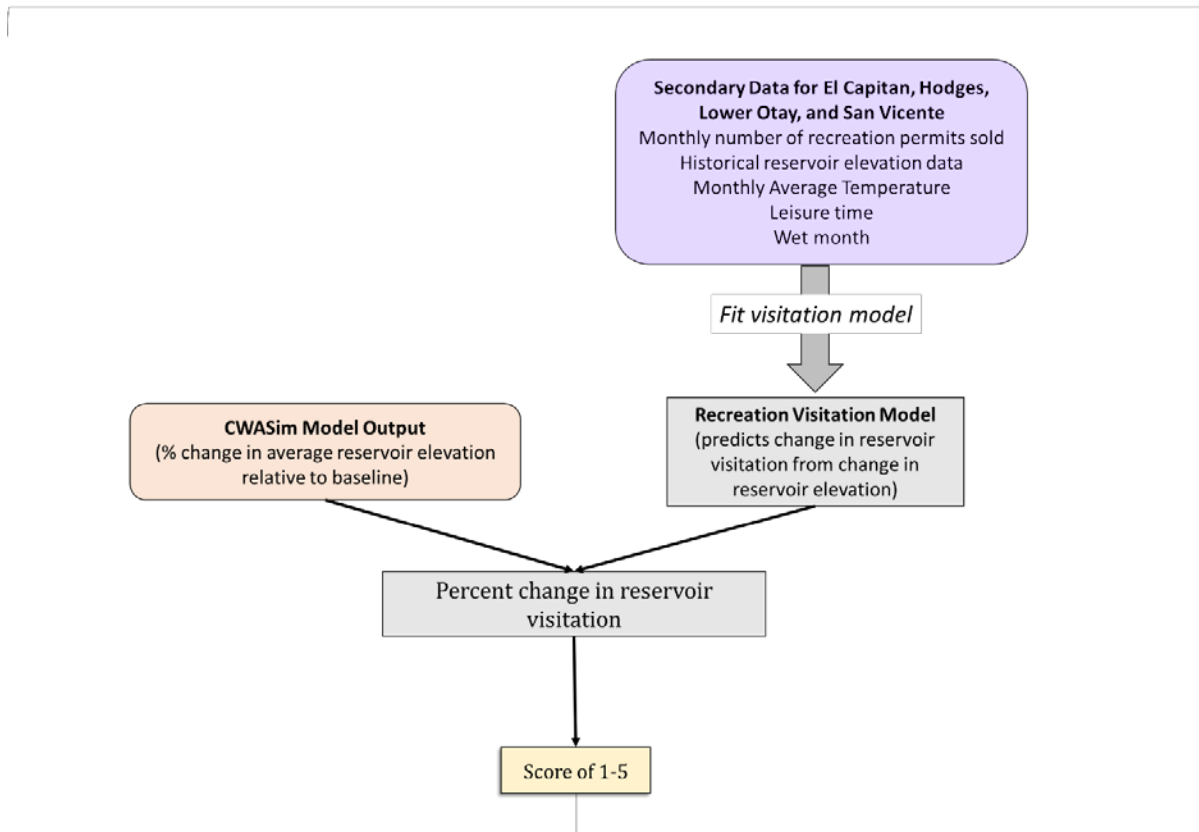 Secondary Data for El Capitan, Hodges,
Lower Otay, and San Vicente
Monthly number of recreation permits sold
Historical reservoir elevation data
Monthly Average Temperature
Leisure time
Wet month
Fit visitation model
CWASim Model Output
(% change in average reservoir elevation
relative to baseline)
Recreation Visitation Model
(predicts change in reservoir
visitation from change in
reservoir elevation)
Percent change in reservoir
visitation
Score of 1-5